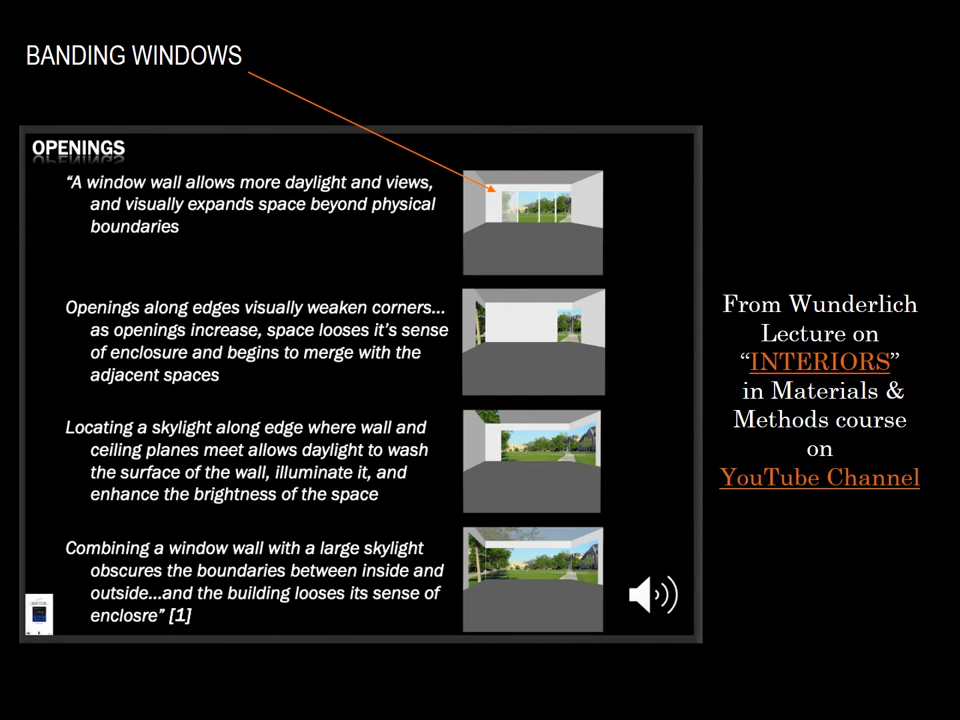 BANDING WINDOWS
OPENINGS
“A window wall allows more daylight and views,
and visually expands space beyond physical
boundaries
Openings along edges visually weaken corners…
as openings increase, space looses it’s sense
of enclosure and begins to merge with the
adjacent spaces
Locating a skylight along edge where wall and
ceiling planes meet allows daylight to wash
the surface of the wall, illuminate it, and
enhance the brightness of the space
Combining a window wall with a large skylight
obscures the boundaries between inside and
outside…and the building looses its sense of
enclosre” [1]
From Wunderlich
Lecture on
“INTERIORS”
in Materials &
Methods course
on
YouTube Channel